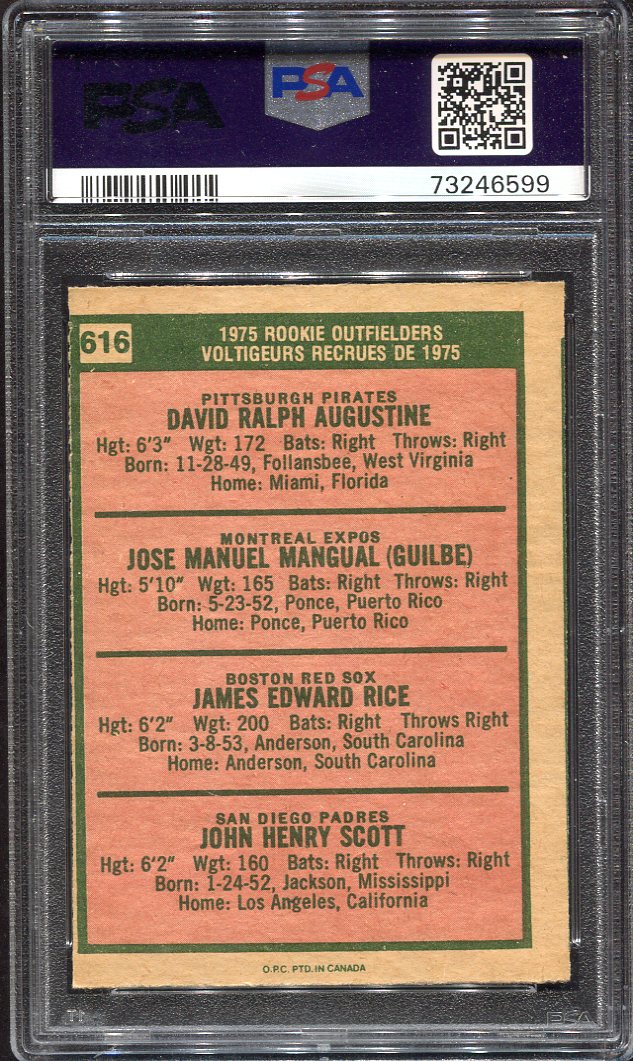 PSA
PSA
73246599
616
1975 ROOKIE OUTFIELDERS
VOLTIGEURS RECRUES DE 1975
PITTSBURGH PIRATES
DAVID RALPH AUGUSTINE
Hgt: 6'3" Wgt: 172 Bats: Right Throws: Right
Born: 11-28-49, Follansbee, West Virginia
Home: Miami, Florida
MONTREAL EXPOS
JOSE MANUEL MANGUAL (GUILBE)
Hgt: 5'10" Wgt: 165 Bats: Right Throws: Right
Born: 5-23-52, Ponce, Puerto Rico
Home: Ponce, Puerto Rico
BOSTON RED SOX
JAMES EDWARD RICE
Hgt: 6'2" Wgt: 200 Bats: Right Throws Right
Born: 3-8-53, Anderson, South Carolina
Home: Anderson, South Carolina
SAN DIEGO PADRES
JOHN HENRY SCOTT
Hgt: 6'2" Wgt: 160 Bats: Right Throws: Right
Born: 1-24-52, Jackson, Mississippi
Home: Los Angeles, California
O.P.C. PTD. IN CANADA
PSA